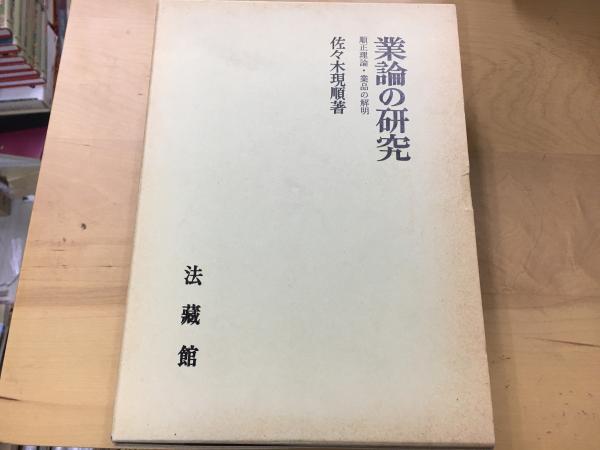 業論の研究
順正理論・業品の解明
佐々木現順著
法藏館